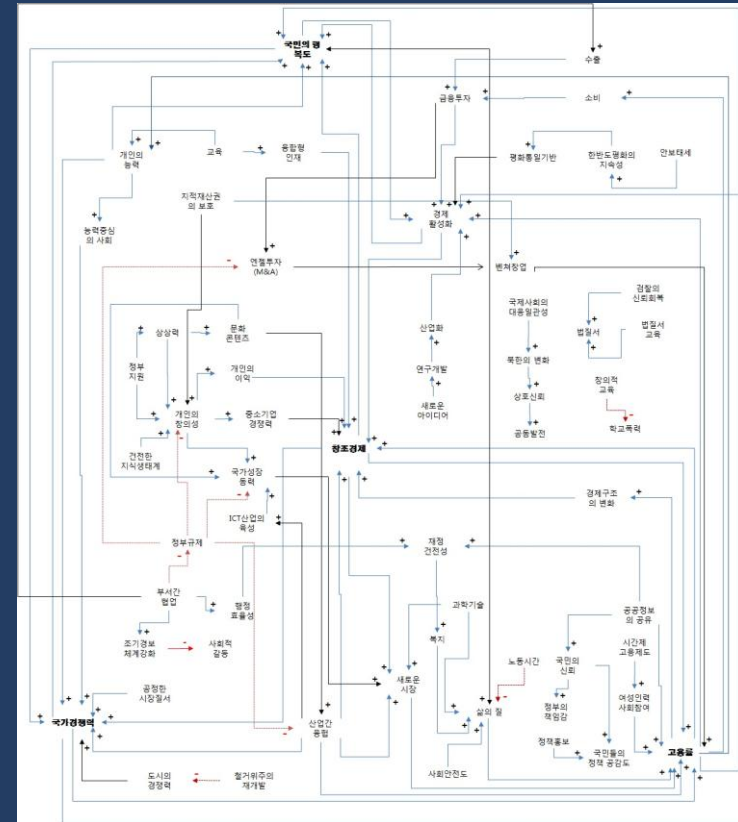 국민의 행
복도
수출
금융투자
소비
개인의
능력
교육
융합형
인재
평화통일기반
한반도평화의
지속성
안보태세
지적재산권
의 보호
경제
활성화
능력중심
의 사회
엔젤투자
(M&A)
벤쳐창업
국제사회의
대응일관성
검찰의
신뢰회복
상상력
문화
콘텐츠
산업화
법질서
법질서
교육
정부
지원
개인의
이익
연구개발
북한의 변화
창의적
교육
개인의
창의성
중소기업
경쟁력
새로운
아이디어
상호신뢰
공동발전
학교폭력
건전한
지식생태계
창조경제
국가성장
동력
경제구조
의 변화
ICT산업의
육성
정부규제
재정
건전성
부서간
협업
행정
효율성
과학기술
공공정보
의 공유
조기경보
체계강화
사회적
갈등
복지
시간제
고용제도
노동시간
국민의
신뢰
새로운
시장
여성인력
사회참여
공정한
시장질서
삶의 질
정부의
책임감
국가경쟁력
산업간
융합
정책홍보
국민들의
정책 공감도
고용률
도시의
경쟁력
철거위주의
재개발
사회안전도